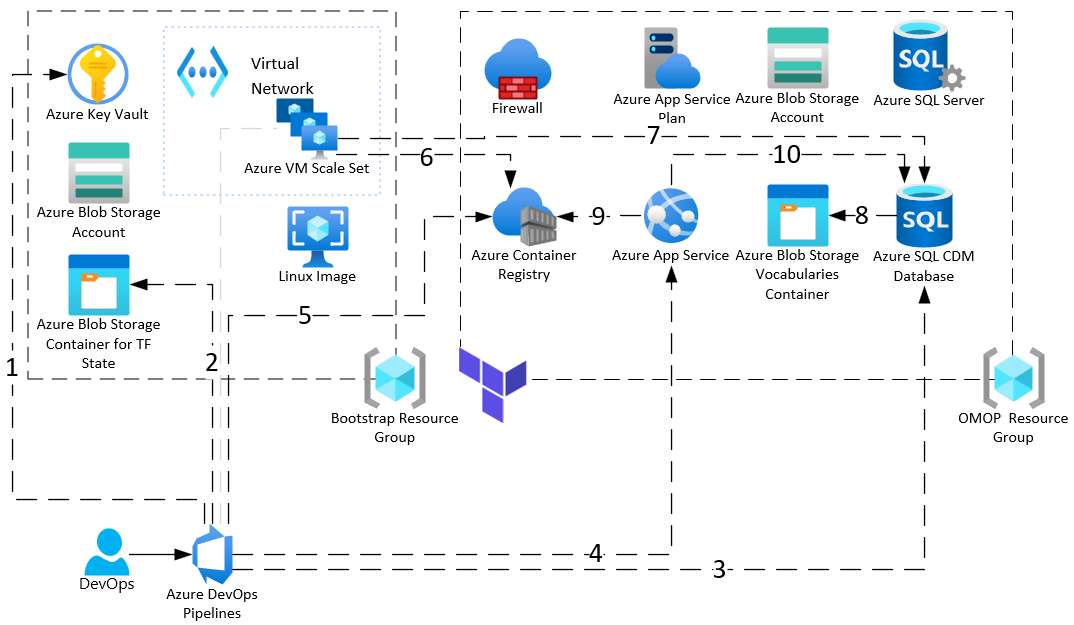 Virtual
Network
Azure Key Vault
Azure VM Scale Set
Azure Blob Storage
Account
Linux Image
Azure Blob Storage
Container for TF
State
Firewall
Azure App Service
Plan
Azure Blob Storage
Account
SQL
Azure SQL Server
7
6
10
9
8
Azure Container
Registry
Azure App Service
Azure Blob Storage
Vocabularies
Container
SQL
Azure SQL CDM
Database
5
1
2
Bootstrap Resource
Group
OMOP  Resource
Group
4
3
DevOps
Azure DevOps
Pipelines